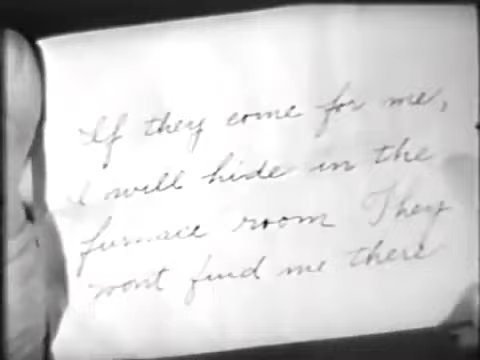 If they come for me,
I will hide in the
furnace room They
wont find me there